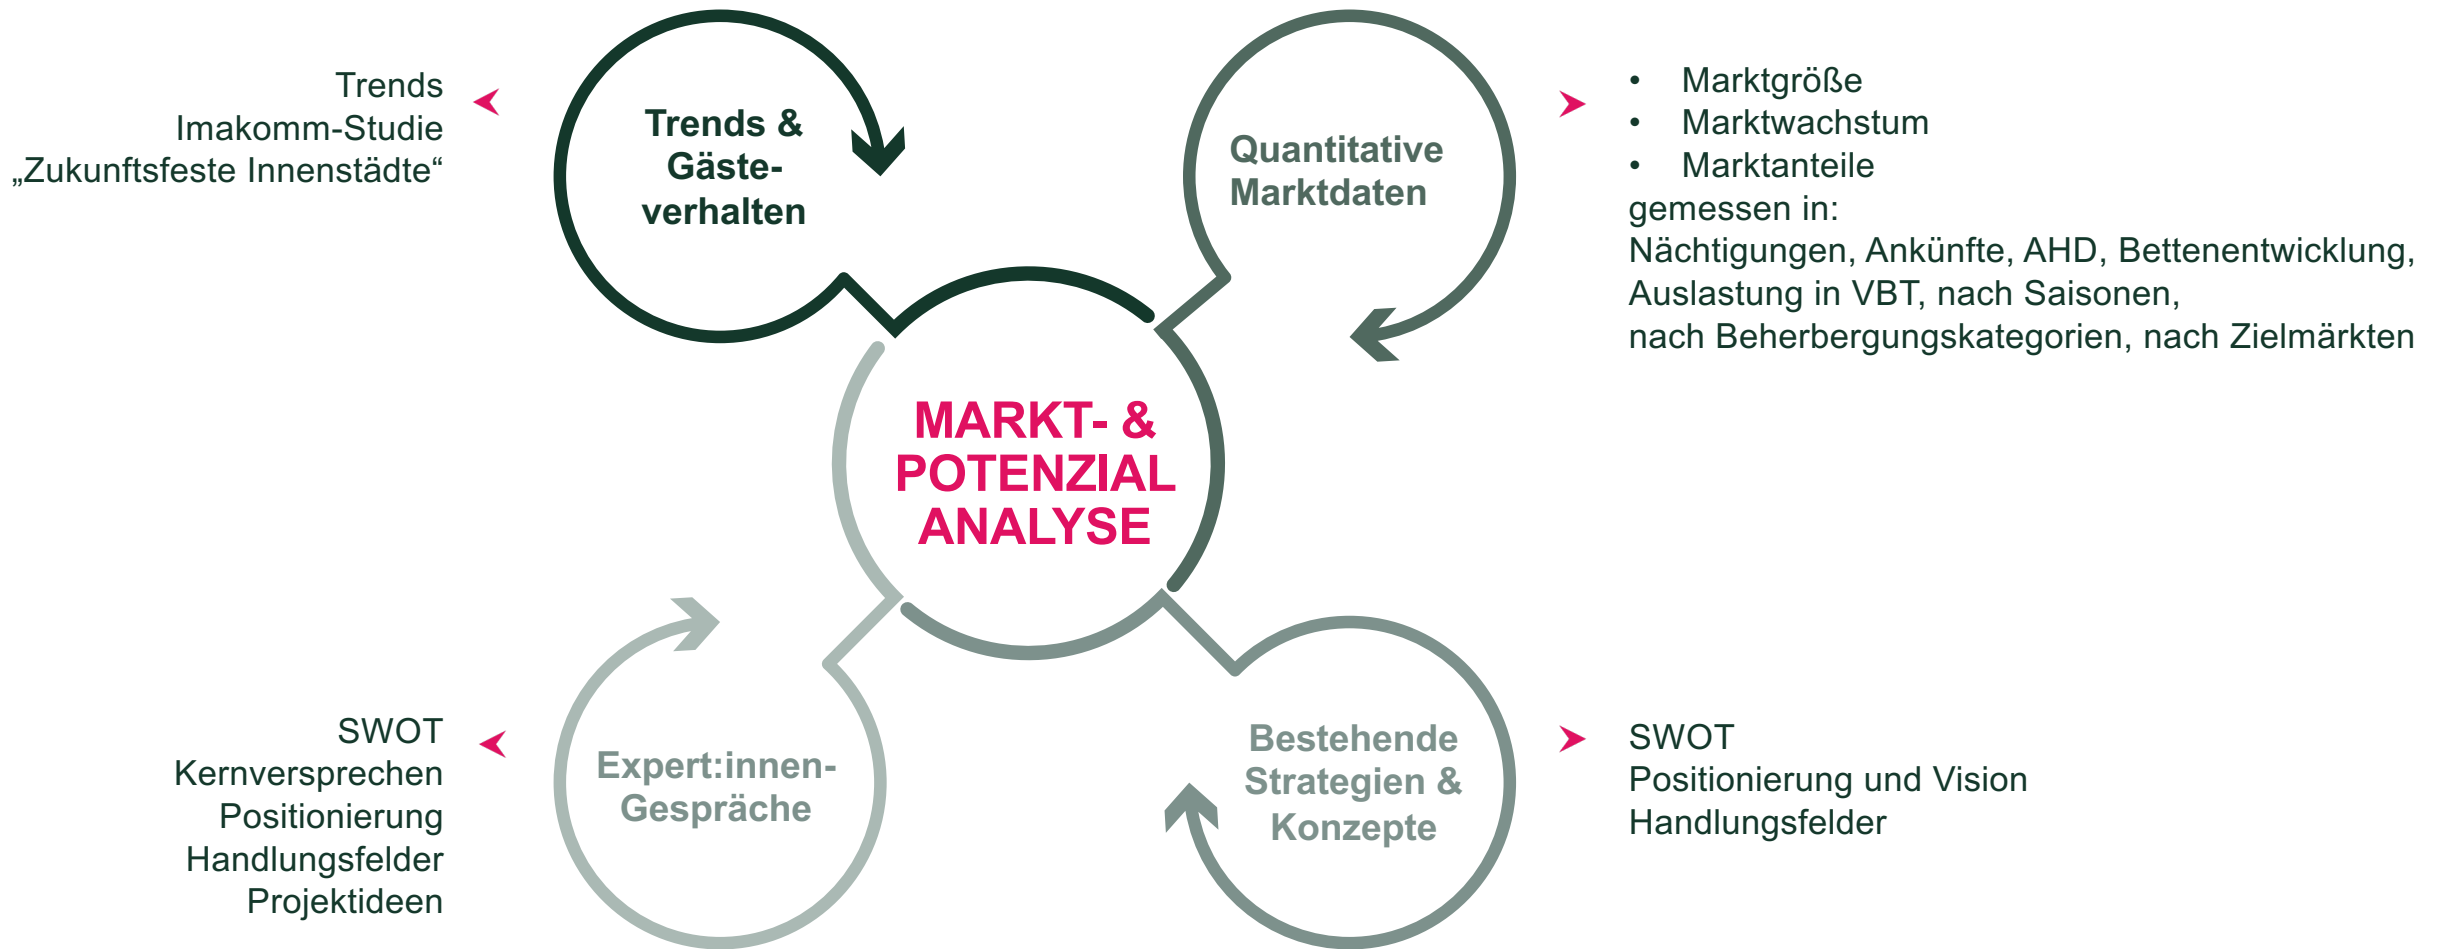 Trends
Imakomm-Studie
„Zukunftsfeste Innenstädte“
Trends &
Gäste-
verhalten
Quantitative
Marktdaten
• Marktgröße
• Marktwachstum
• Marktanteile
gemessen in:
Nächtigungen, Ankünfte, AHD, Bettenentwicklung,
Auslastung in VBT, nach Saisonen,
nach Beherbergungskategorien, nach Zielmärkten
MARKT- &
POTENZIAL
ANALYSE
SWOT
Kernversprechen
Positionierung
Handlungsfelder
Projektideen
Expert:innen-
Gespräche
Bestehende
Strategien &
Konzepte
SWOT
Positionierung und Vision
Handlungsfelder